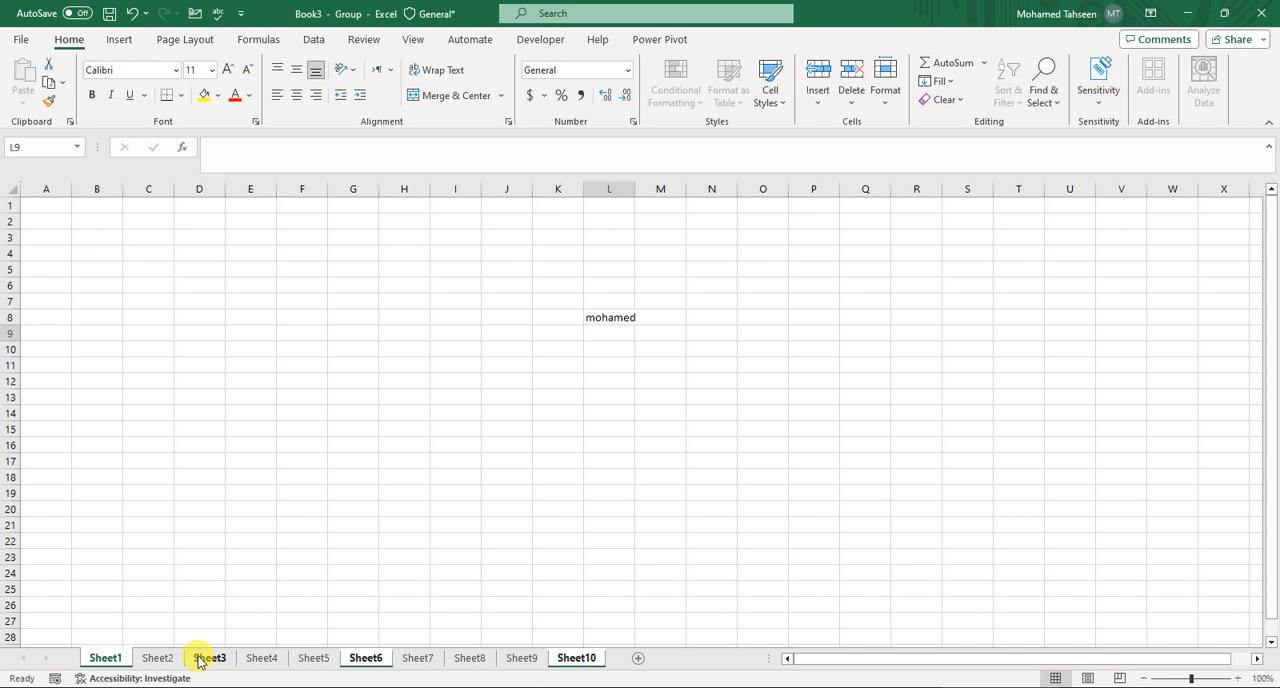 AutoSave Off Book3 - Group - Excel General* Search Mohamed Tahseen MT
File Home Insert Page Layout Formulas Data Review View Automate Developer Help Power Pivot Comments Share
Paste Calibri 11 A^ A˅ Wrap Text General Conditional Formatting Format as Table Cell Styles Insert Delete Format AutoSum Fill Clear Sort & Filter Find & Select Sensitivity Add-ins Analyze Data
B I U A Merge & Center $ % 9
Clipboard Font Alignment Number Styles Cells Editing Sensitivity Add-ins
L9 fx
A B C D E F G H I J K L M N O P Q R S T U V W X
1
2
3
4
5
6
7
8 mohamed
9
10
11
12
13
14
15
16
17
18
19
20
21
22
23
24
25
26
27
28
Sheet1 Sheet2 Sheet3 Sheet4 Sheet5 Sheet6 Sheet7 Sheet8 Sheet9 Sheet10
Ready Accessibility: Investigate 100%